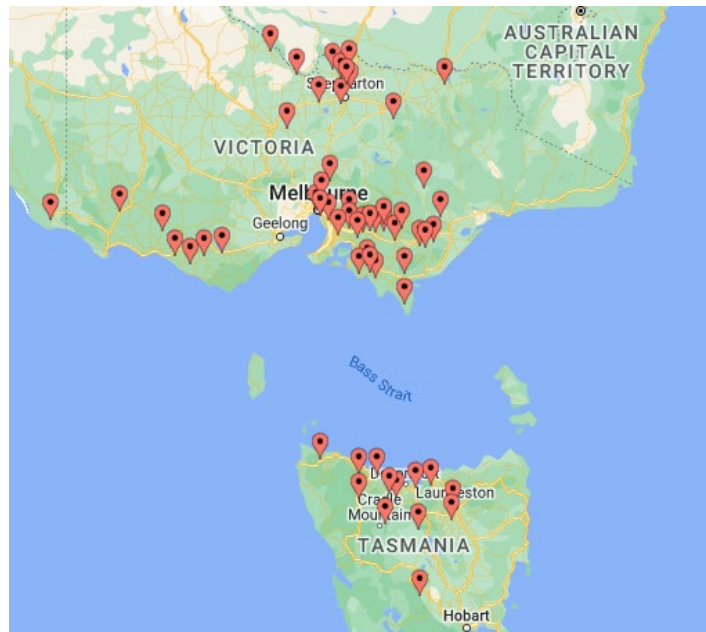 AUSTRALIAN
CAPITAL
TERRITORY
VICTORIA
Melbourne
Geelong
Bass Strait
Launceston
Cradle
Mountain
TASMANIA
Hobart